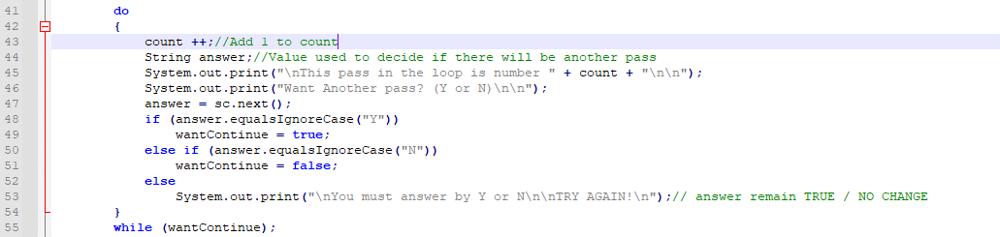 41 do
42 {
43 count ++;//Add 1 to count
44 String answer;//Value used to decide if there will be another pass
45 System.out.print("\nThis pass in the loop is number " + count + "\n\n");
46 System.out.print("Want Another pass? (Y or N)\n\n");
47 answer = sc.next();
48 if (answer.equalsIgnoreCase("Y"))
49 wantContinue = true;
50 else if (answer.equalsIgnoreCase("N"))
51 wantContinue = false;
52 else
53 System.out.print("\nYou must answer by Y or N\n\nTRY AGAIN!\n");// answer remain TRUE / NO CHANGE
54 }
55 while (wantContinue);